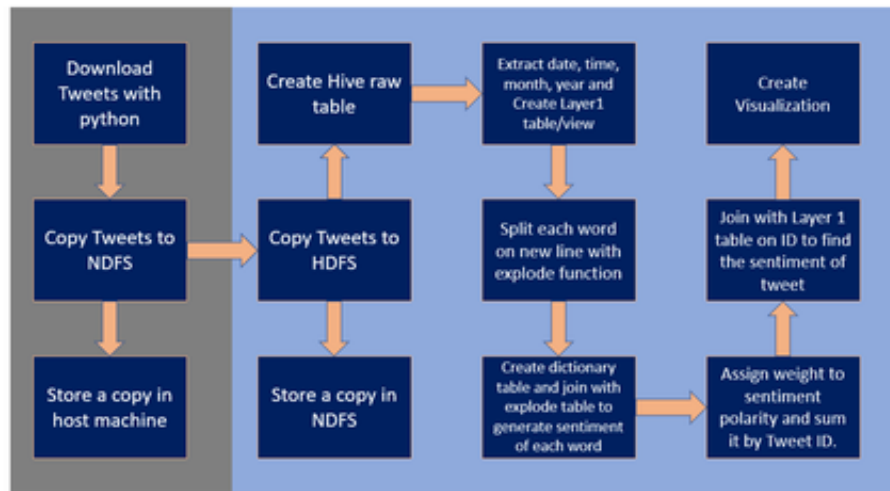 Download
Tweets with
python
Copy Tweets to
NDFS
Store a copy in
host machine
Create Hive raw
table
Copy Tweets to
HDFS
Store a copy in
NDFS
Extract date, time,
month, year and
Create Layer1
table/view
Split each word
on new line with
explode function
Create dictionary
table and join with
explode table to
generate sentiment
of each word
Create
Visualization
Join with Layer 1
table on ID to find
the sentiment of
tweet
Assign weight to
sentiment
polarity and sum
it by Tweet ID.